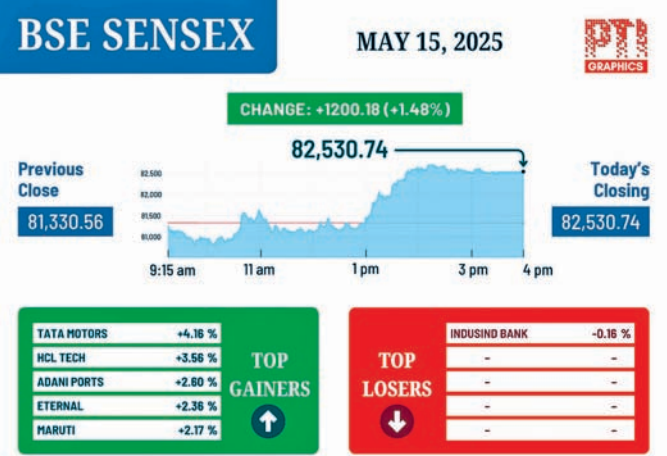 BSE SENSEX
MAY 15, 2025
PTI
GRAPHICS
CHANGE: +1200.18 (+1.48%)
82,530.74
Previous
Close
81,330.56
Today's
Closing
82,530.74
82,500
82,000
81,500
81,000
9:15 am 11 am 1 pm 3 pm 4 pm
TATA MOTORS +4.16 %
HCL TECH +3.56 %
ADANI PORTS +2.60 %
ETERNAL +2.36 %
MARUTI +2.17 %
TOP
GAINERS
TOP
LOSERS
INDUSIND BANK -0.16 %
- -
- -
- -
- -